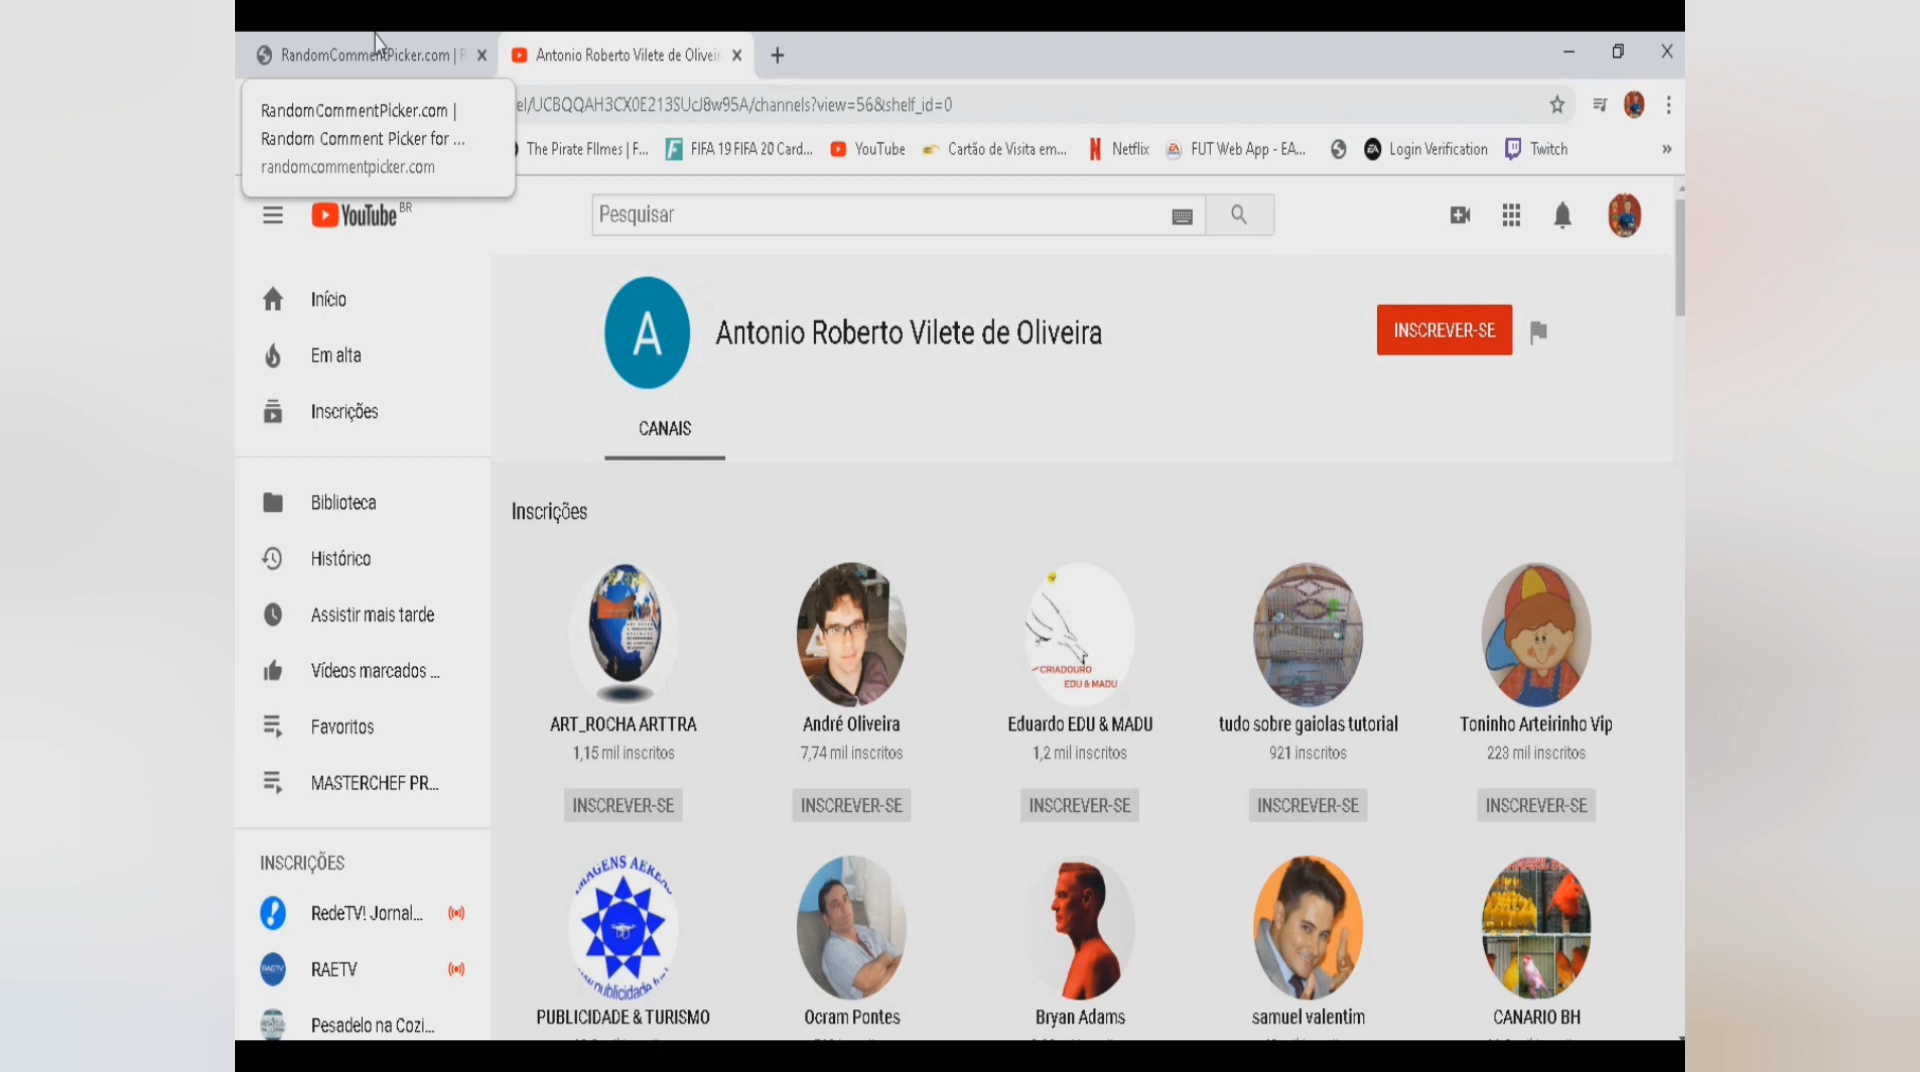 RandomCommentPicker.com | R
Antonio Roberto Vilete de Oliveir
RandomCommentPicker.com |
Random Comment Picker for ...
randomcommentpicker.com
el/UCBQQAH3CX0E213SUcJ8w95A/channels?view=56&shelf_id=0
The Pirate FIlmes | F...
FIFA 19 FIFA 20 Card...
YouTube
Cartão de Visita em...
Netflix
FUT Web App - EA...
Login Verification
Twitch
YouTube BR
Pesquisar
Início
Em alta
Inscrições
Biblioteca
Histórico
Assistir mais tarde
Vídeos marcados ...
Favoritos
MASTERCHEF PR...
INSCRIÇÕES
RedeTV! Jornal...
RAETV
Pesadelo na Cozi...
A
Antonio Roberto Vilete de Oliveira
INSCREVER-SE
CANAIS
Inscrições
CRIADOURO
EDU & MADU
ART_ROCHA ARTTRA
André Oliveira
Eduardo EDU & MADU
tudo sobre gaiolas tutorial
Toninho Arteirinho Vip
1,15 mil inscritos
7,74 mil inscritos
1,2 mil inscritos
921 inscritos
223 mil inscritos
INSCREVER-SE
INSCREVER-SE
INSCREVER-SE
INSCREVER-SE
INSCREVER-SE
PUBLICIDADE & TURISMO
Ocram Pontes
Bryan Adams
samuel valentim
CANARIO BH